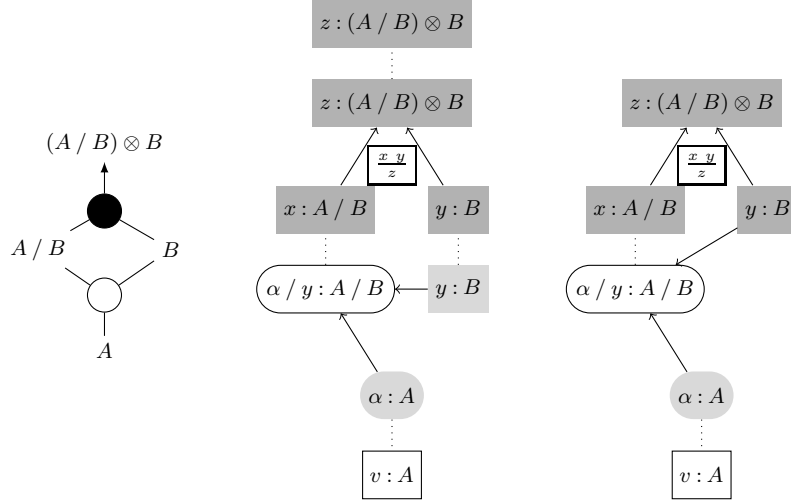 (A / B) ⊗ B
A / B
B
A
z : (A / B) ⊗ B
z : (A / B) ⊗ B
x y
z
x : A / B
y : B
α / y : A / B
y : B
α : A
v : A
z : (A / B) ⊗ B
x y
z
x : A / B
y : B
α / y : A / B
α : A
v : A